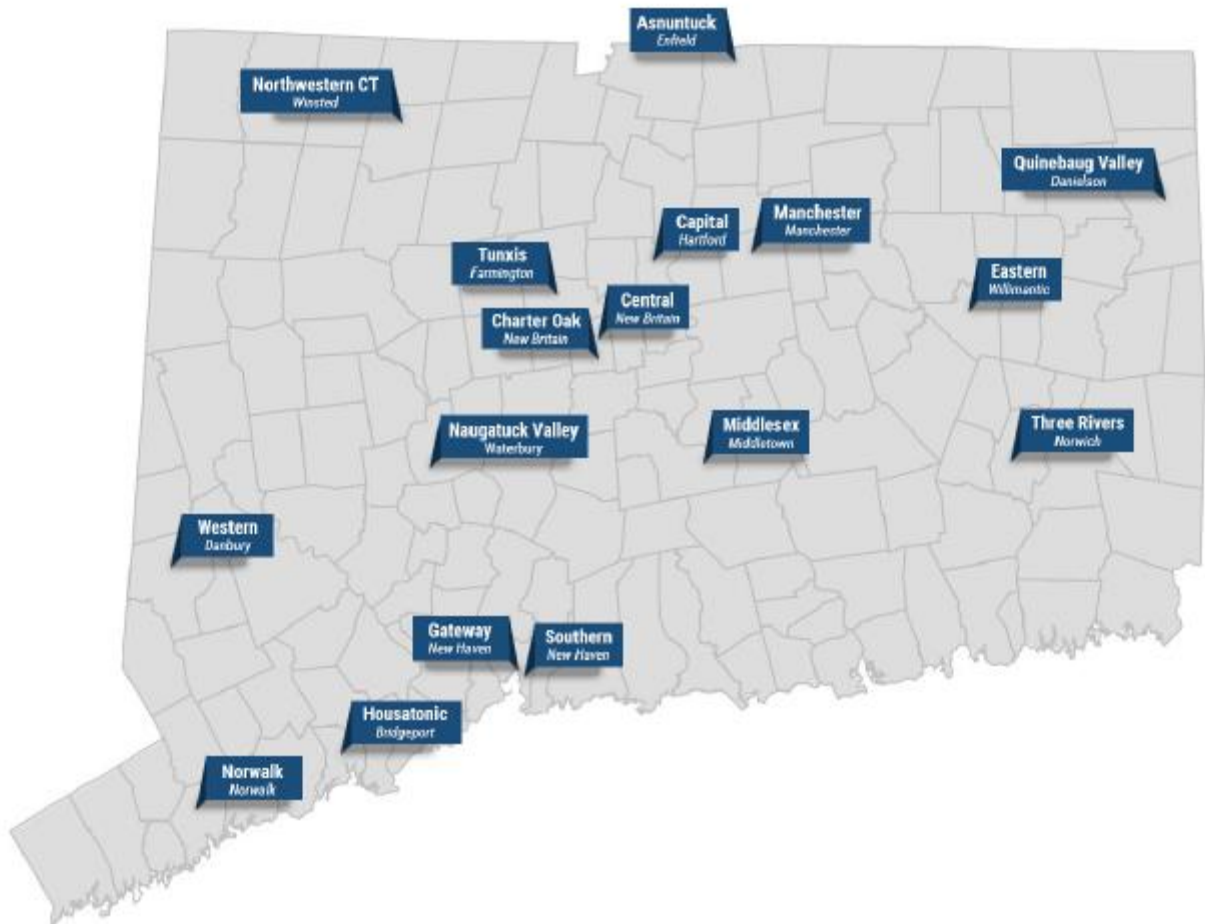 Asnuntuck
Enfield
Northwestern CT
Winsted
Quinebaug Valley
Danielson
Capital
Hartford
Manchester
Manchester
Tunxis
Farmington
Eastern
Willimantic
Central
New Britain
Charter Oak
New Britain
Naugatuck Valley
Waterbury
Middlesex
Middletown
Three Rivers
Norwich
Western
Danbury
Gateway
New Haven
Southern
New Haven
Housatonic
Bridgeport
Norwalk
Norwalk